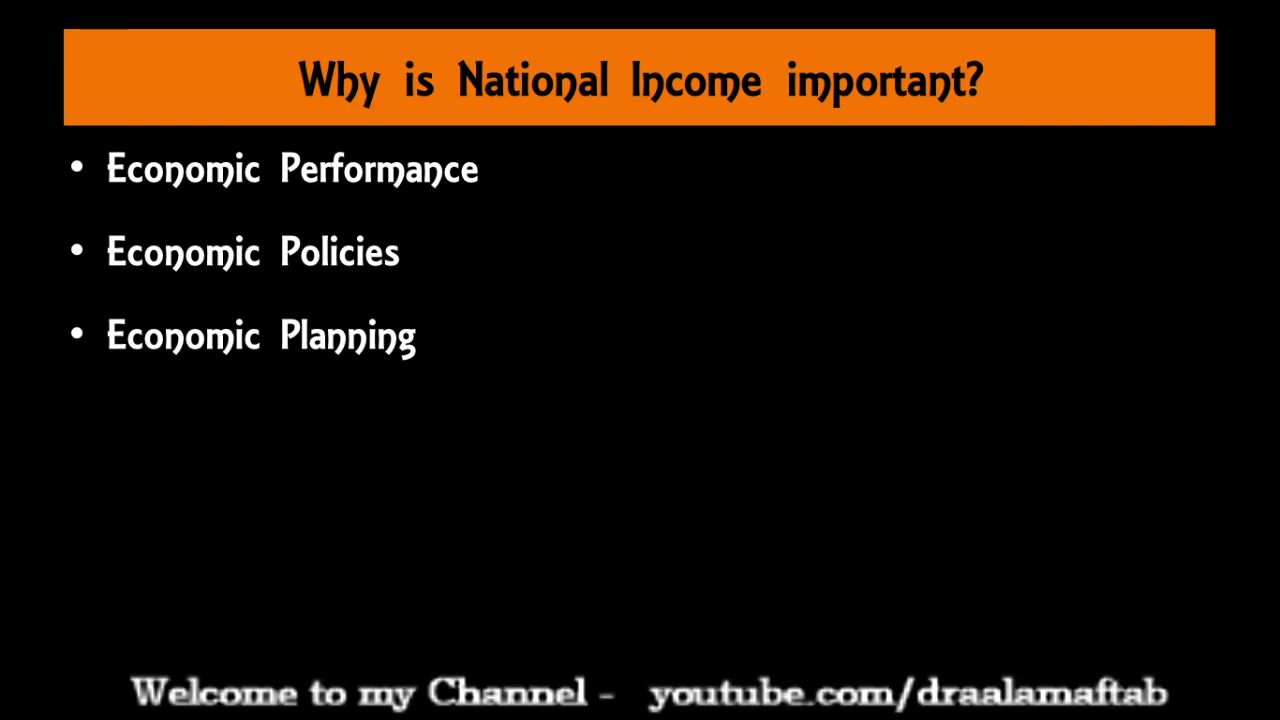 Why is National Income important?
• Economic Performance
• Economic Policies
• Economic Planning
Welcome to my Channel - youtube.com/draalamaftab